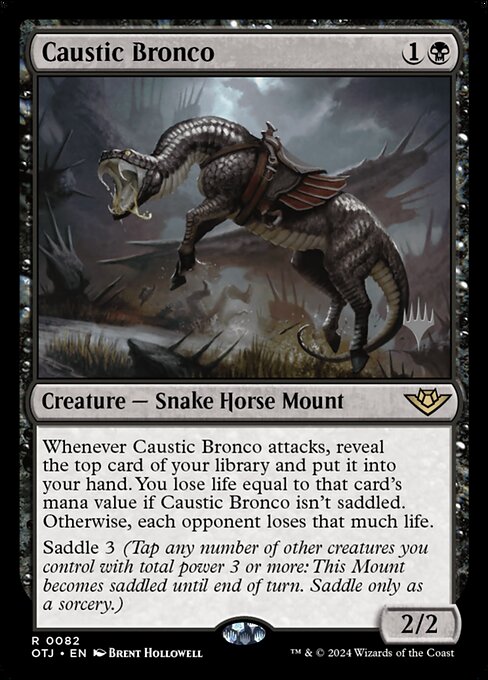 Caustic Bronco 1
Creature — Snake Horse Mount
Whenever Caustic Bronco attacks, reveal
the top card of your library and put it into
your hand. You lose life equal to that card's
mana value if Caustic Bronco isn't saddled.
Otherwise, each opponent loses that much life.
Saddle 3 (Tap any number of other creatures you
control with total power 3 or more: This Mount
becomes saddled until end of turn. Saddle only as
a sorcery.)
2/2
R 0082
OTJ • EN Brent Hollowell
™ & © 2024 Wizards of the Coast